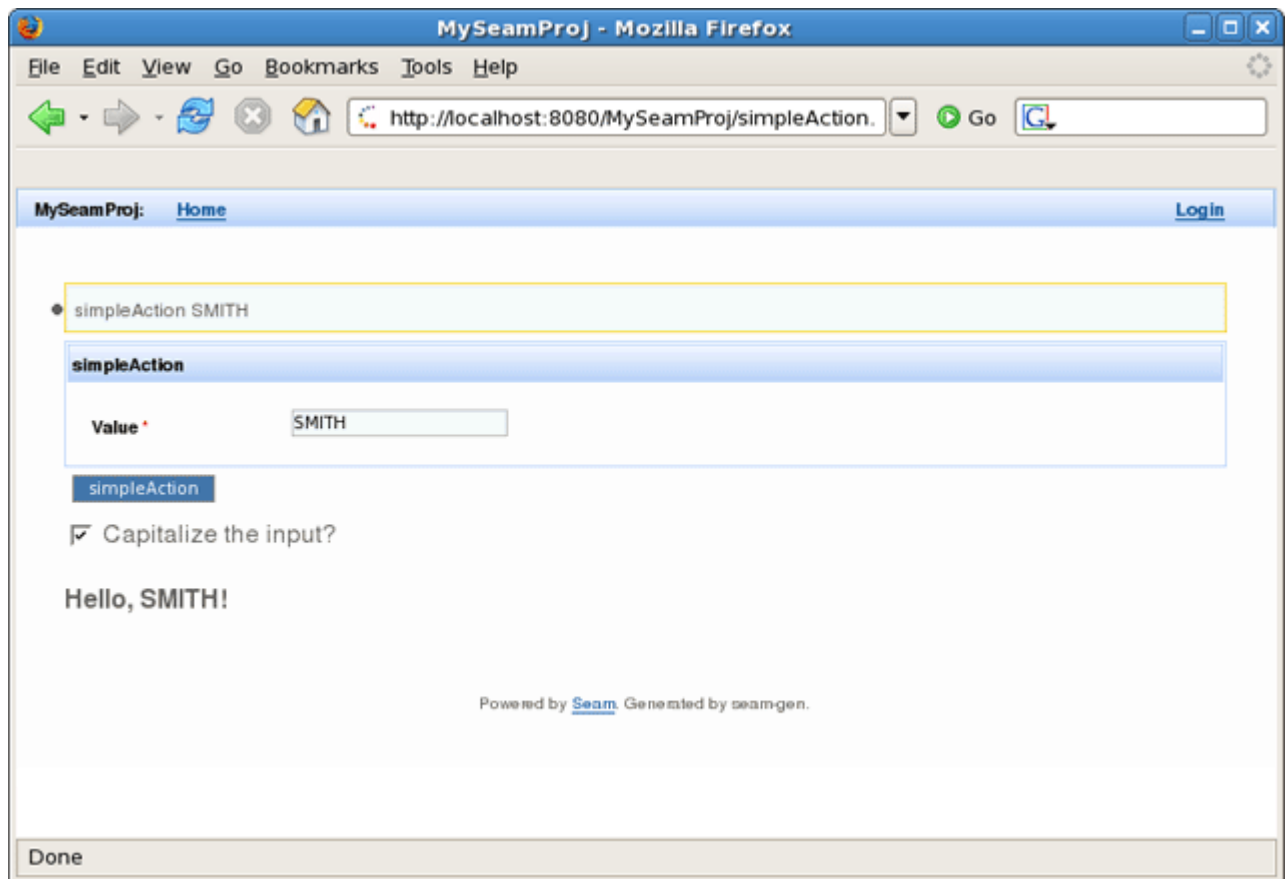 MySeamProj - Mozilla Firefox
File Edit View Go Bookmarks Tools Help
http://localhost:8080/MySeamProj/simpleAction. Go G
MySeamProj: Home Login
simpleAction SMITH
simpleAction
Value * SMITH
simpleAction
Capitalize the input?
Hello, SMITH!
Powered by Seam. Generated by seam-gen.
Done